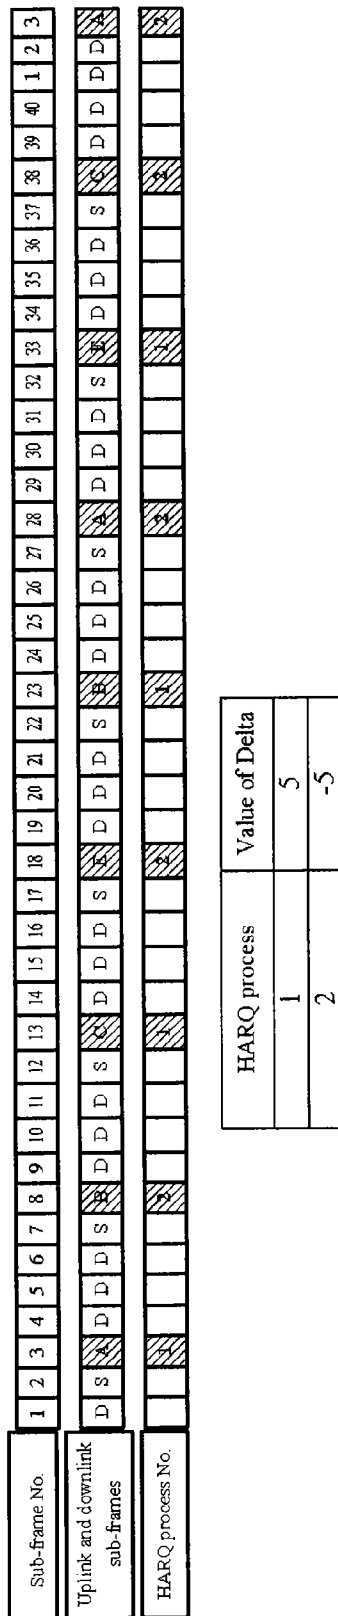 Sub-frame No. 1 2 3 4 5 6 7 8 9 10 11 12 13 14 15 16 17 18 19 20 21 22 23 24 25 26 27 28 29 30 31 32 33 34 35 36 37 38 39 40 1 2 3
Uplink and downlink
sub-frames
D S A D D D S B D D D S C D D D S E D D D S B D D D S A D D D S E D D D S C D D D D A
HARQ process No. 1 2 1 2 1 2 1 2 2
HARQ process Value of Delta
1 5
2 -5